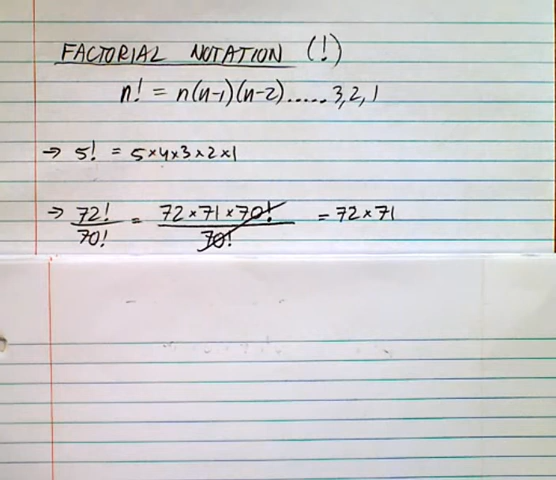 FACTORIAL NOTATION (!)
n! = n(n-1)(n-2)..... 3, 2, 1
→ 5! = 5×4×3×2×1
→ 72!/70! = 72×71×70!/70! = 72×71